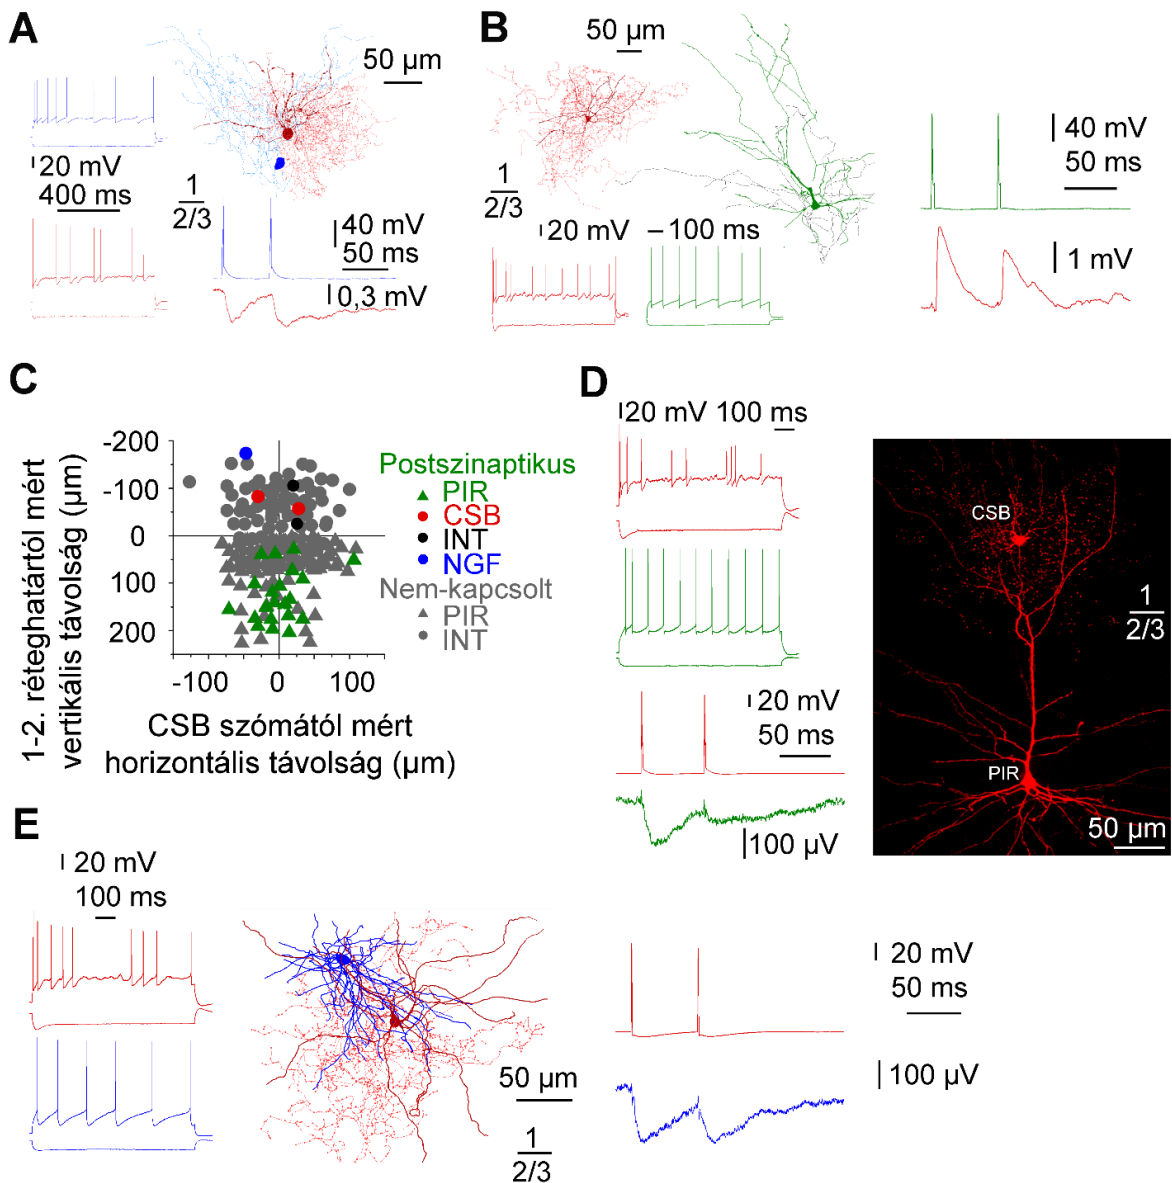 A
50 µm
20 mV
400 ms
1
2/3
40 mV
50 ms
0,3 mV
B
50 µm
1
2/3
20 mV
100 ms
40 mV
50 ms
1 mV
C
1-2. réteghatártól mért
vertikális távolság (µm)
-200
-100
0
100
200
-100
0
100
CSB szómától mért
horizontális távolság (µm)
Postszinaptikus
PIR
CSB
INT
NGF
Nem-kapcsolt
PIR
INT
D
20 mV 100 ms
20 mV
50 ms
100 µV
CSB
1
2/3
PIR
50 µm
E
20 mV
100 ms
50 µm
1
2/3
20 mV
50 ms
100 µV